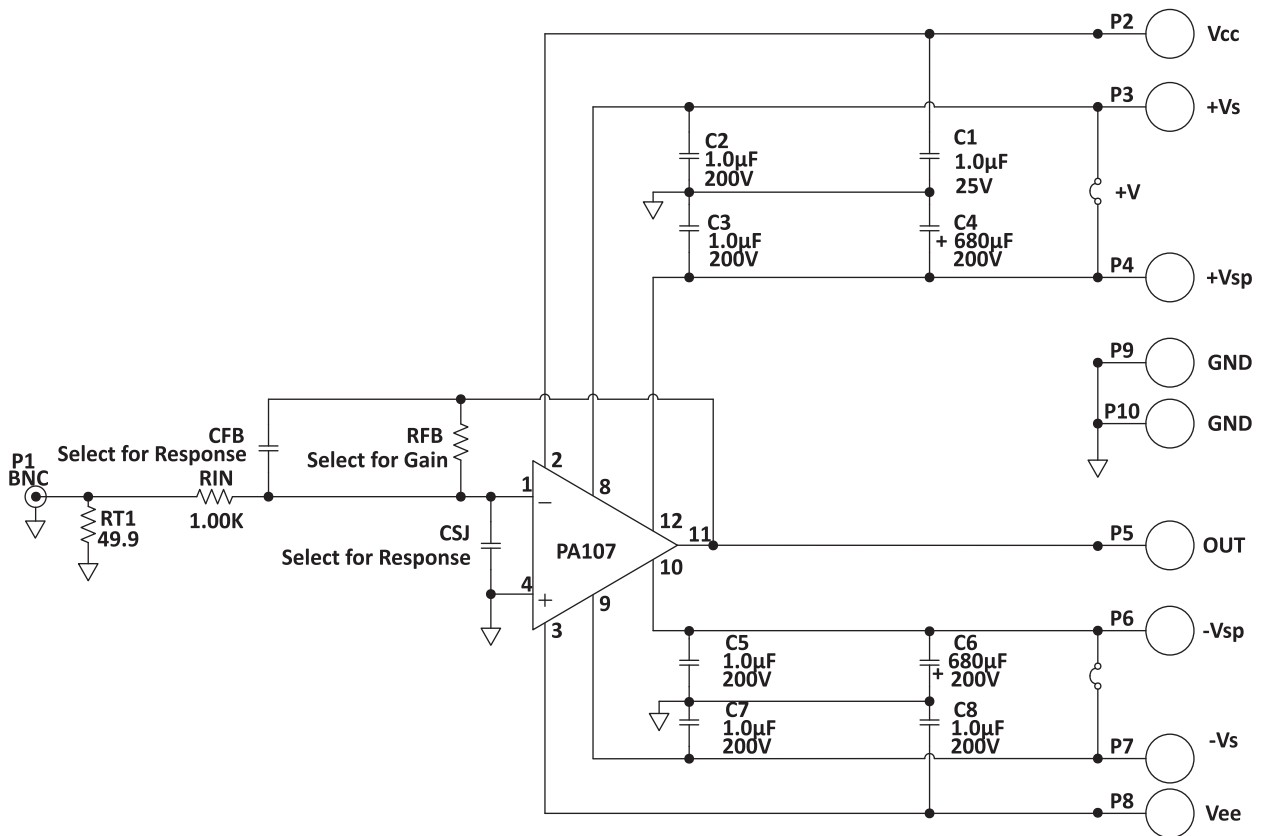 P2
Vcc
P3
+Vs
C2
1.0µF
200V
C1
1.0µF
25V
+V
C3
1.0µF
200V
C4
+ 680µF
200V
P4
+Vsp
P9
GND
P10
GND
CFB
Select for Response
RFB
Select for Gain
P1
BNC
RIN
1.00K
RT1
49.9
CSJ
Select for Response
1
2
8
12
11
PA107
10
4
9
3
−
+
P5
OUT
P6
-Vsp
C5
1.0µF
200V
C6
680µF
+ 200V
C7
1.0µF
200V
C8
1.0µF
200V
P7
-Vs
P8
Vee